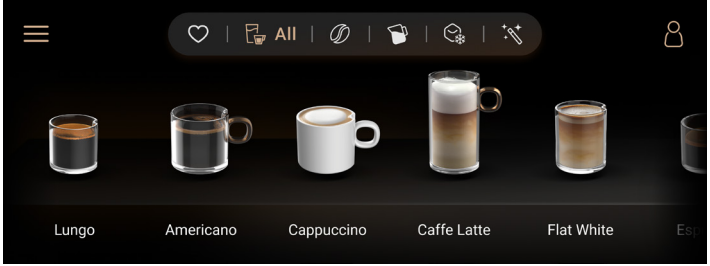 All
Lungo
Americano
Cappuccino
Caffe Latte
Flat White